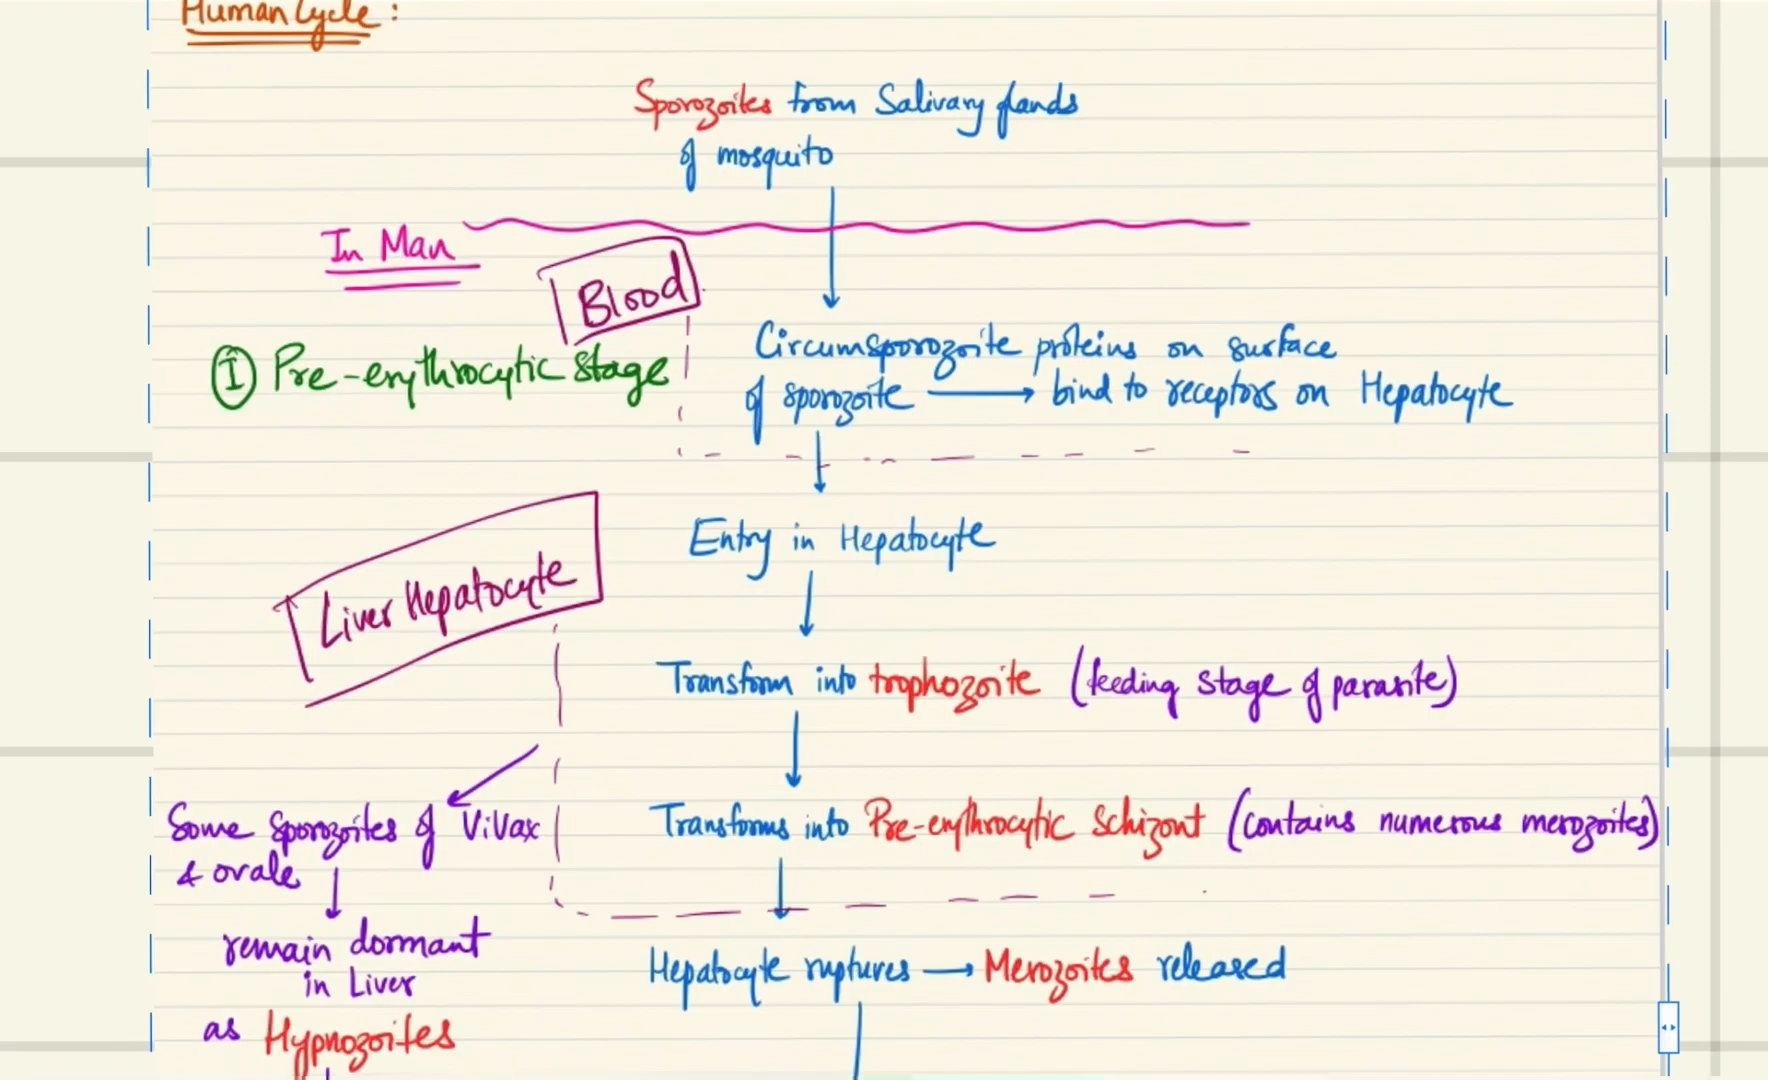 Human Cycle :
Sporozoites from Salivary glands
of mosquito
In Man
Blood
I Pre-erythrocytic stage
Circumsporozoite proteins on surface
of sporozoite → bind to receptors on Hepatocyte
Entry in Hepatocyte
Liver Hepatocyte
Transform into trophozoite (feeding stage of parasite)
Some sporozoites of Vivax
& ovale
Transforms into Pre-erythrocytic Schizont (contains numerous merozoites)
remain dormant
in Liver
as Hypnozoites
Hepatocyte ruptures → Merozoites released